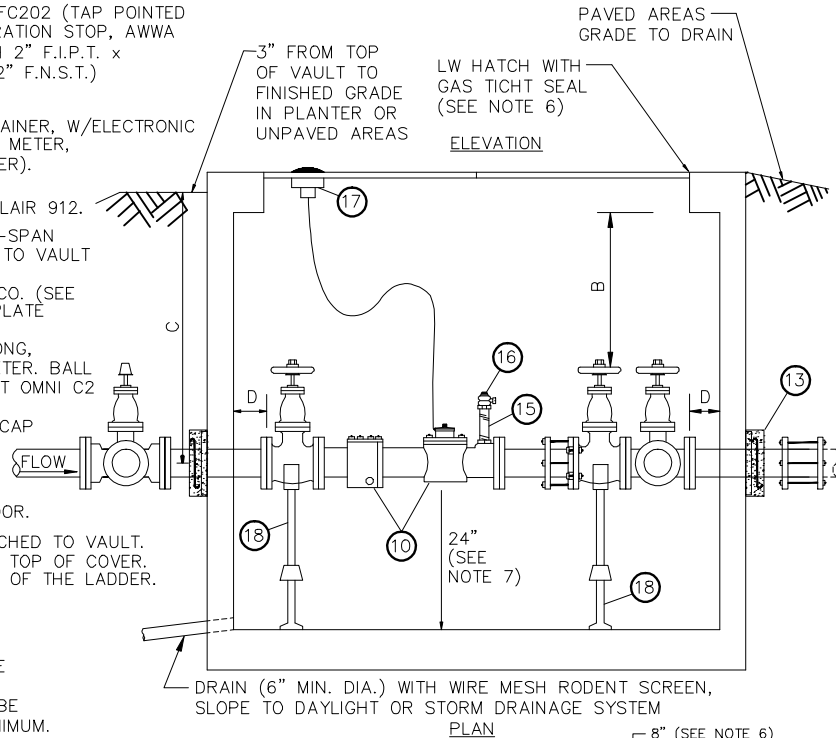 FC202 (TAP POINTED
RATION STOP, AWWA
2" F.I.P.T. x
2" F.N.S.T.)
AINER, W/ELECTRONIC
METER,
ER).
LAIR 912.
-SPAN
TO VAULT
CO. (SEE
PLATE
ONG,
ETER. BALL
T OMNI C2
CAP
OOR.
CHED TO VAULT.
TOP OF COVER.
OF THE LADDER.
E
BE
NIMUM.
3" FROM TOP
OF VAULT TO
FINISHED GRADE
IN PLANTER OR
UNPAVED AREAS
LW HATCH WITH
GAS TICHT SEAL
(SEE NOTE 6)
ELEVATION
PAVED AREAS
GRADE TO DRAIN
17
B
C
16
15
D
D
13
FLOW
10
18
18
24"
(SEE
NOTE 7)
DRAIN (6" MIN. DIA.) WITH WIRE MESH RODENT SCREEN,
SLOPE TO DAYLIGHT OR STORM DRAINAGE SYSTEM
PLAN
8" (SEE NOTE 6)